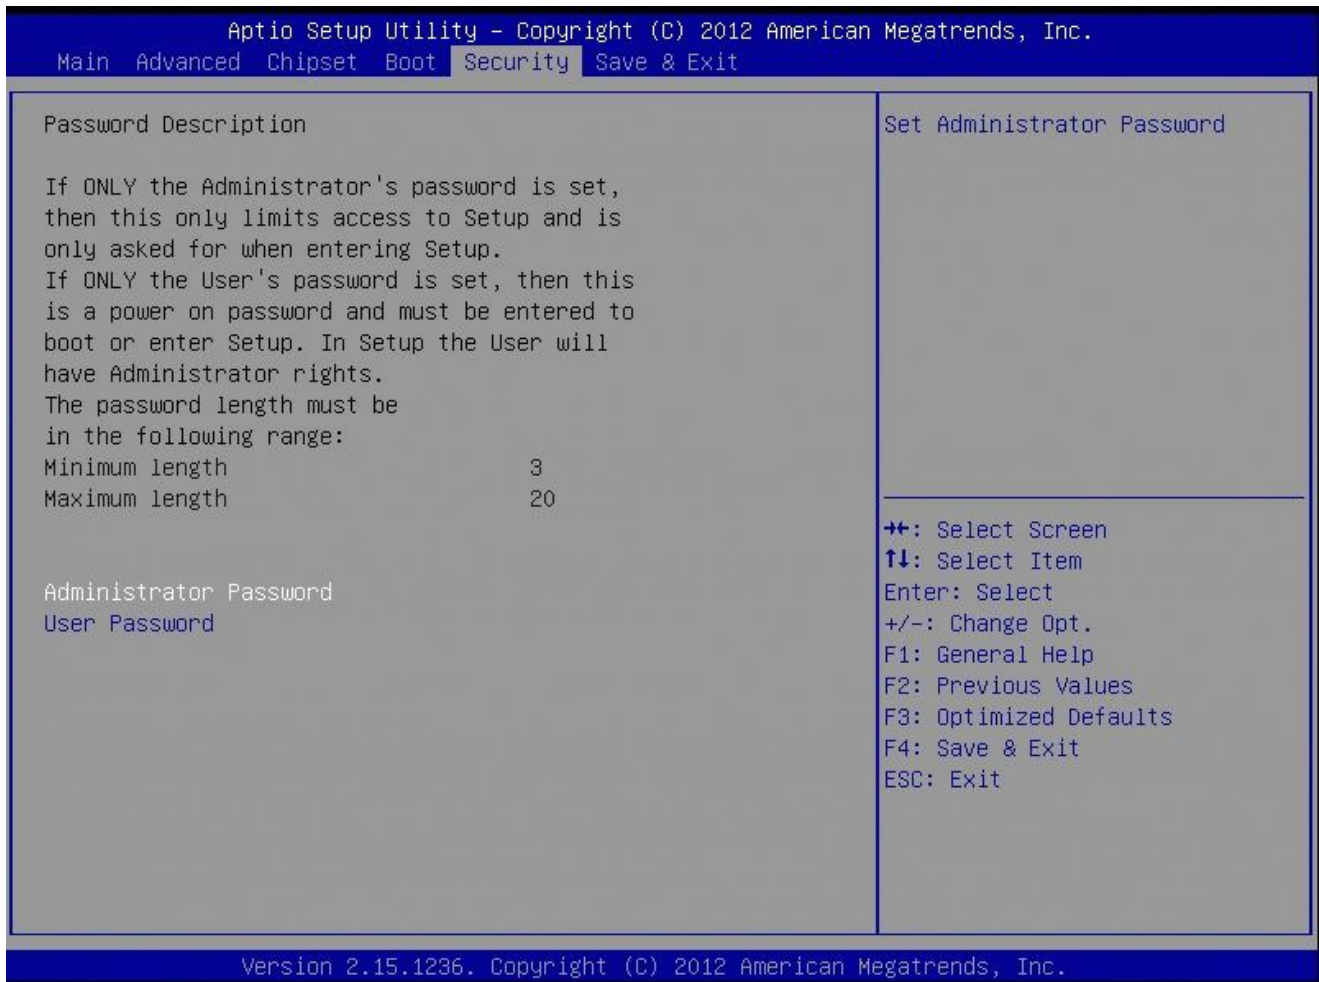 Aptio Setup Utility – Copyright (C) 2012 American Megatrends, Inc.
Main Advanced Chipset Boot Security Save & Exit
Password Description
If ONLY the Administrator's password is set,
then this only limits access to Setup and is
only asked for when entering Setup.
If ONLY the User's password is set, then this
is a power on password and must be entered to
boot or enter Setup. In Setup the User will
have Administrator rights.
The password length must be
in the following range:
Minimum length 3
Maximum length 20
Administrator Password
User Password
Set Administrator Password
→←: Select Screen
↑↓: Select Item
Enter: Select
+/-: Change Opt.
F1: General Help
F2: Previous Values
F3: Optimized Defaults
F4: Save & Exit
ESC: Exit
Version 2.15.1236. Copyright (C) 2012 American Megatrends, Inc.